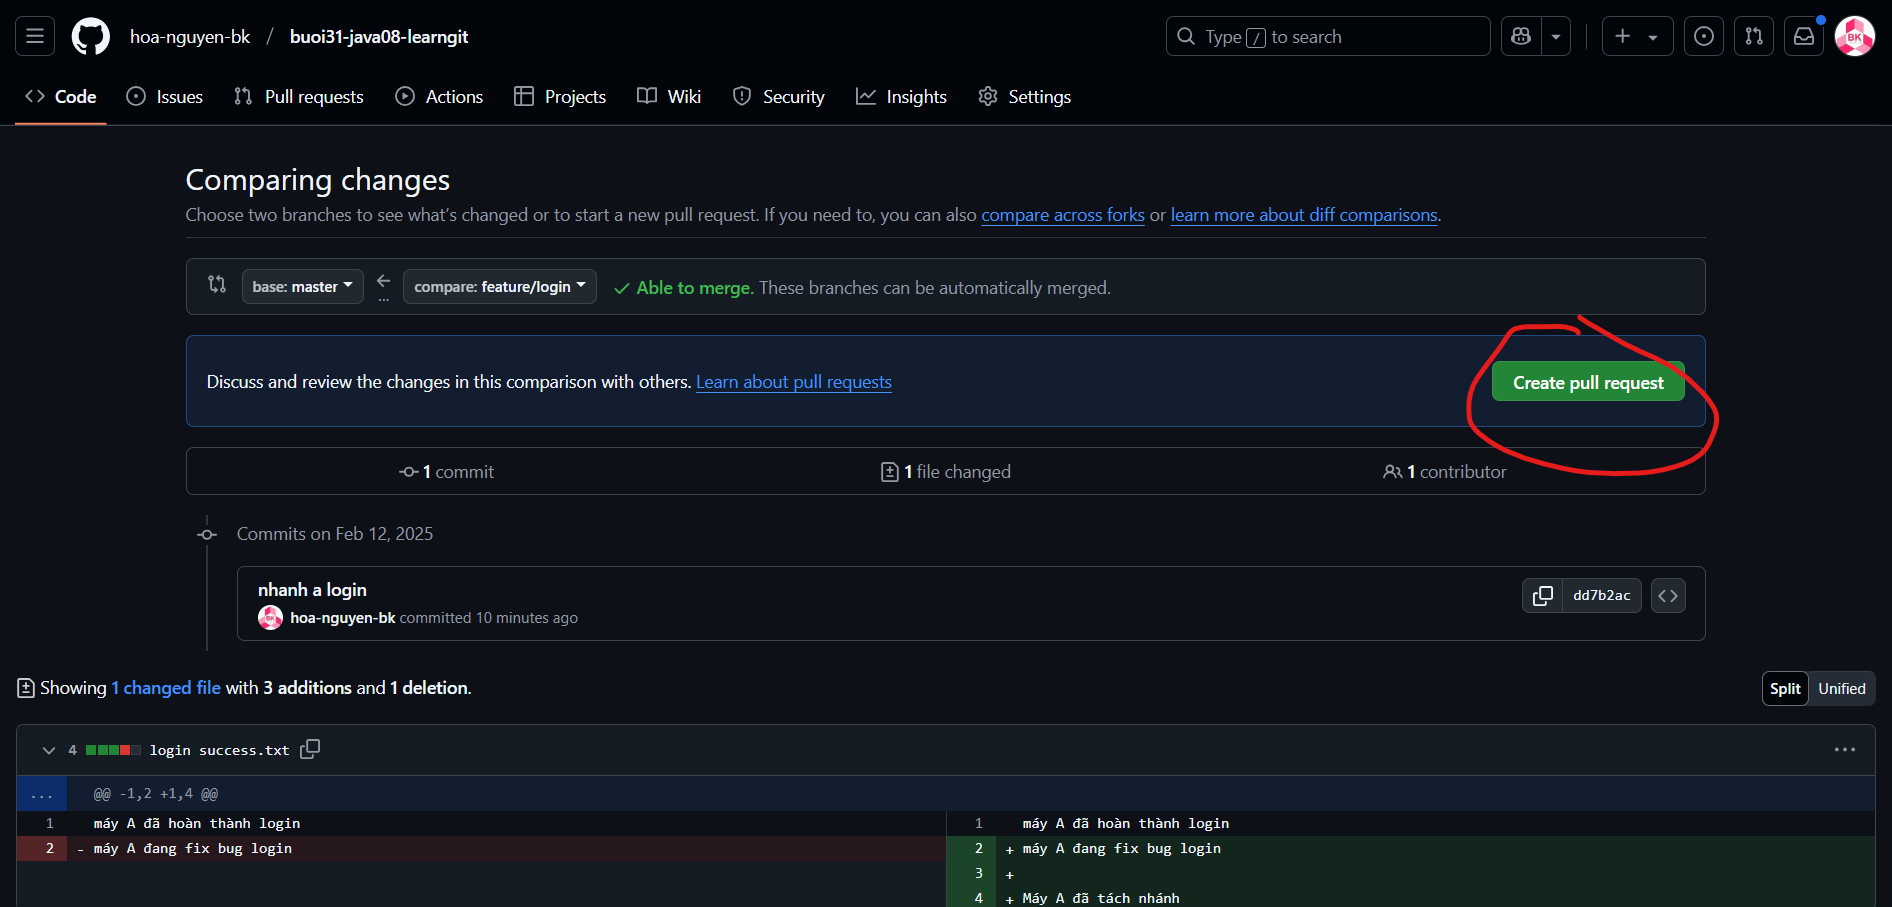 hoa-nguyen-bk / buoi31-java08-learngit
Type / to search
Code Issues Pull requests Actions Projects Wiki Security Insights Settings
Comparing changes
Choose two branches to see what's changed or to start a new pull request. If you need to, you can also compare across forks or learn more about diff comparisons.
base: master ← compare: feature/login ✓ Able to merge. These branches can be automatically merged.
...
Discuss and review the changes in this comparison with others. Learn about pull requests
Create pull request
1 commit 1 file changed 1 contributor
Commits on Feb 12, 2025
nhanh a login
hoa-nguyen-bk committed 10 minutes ago
dd7b2ac
Showing 1 changed file with 3 additions and 1 deletion.
Split Unified
4 login success.txt
... @@ -1,2 +1,4 @@
1 máy A đã hoàn thành login
2 - máy A đang fix bug login
1 máy A đã hoàn thành login
2 + máy A đang fix bug login
3 +
4 + Máy A đã tách nhánh